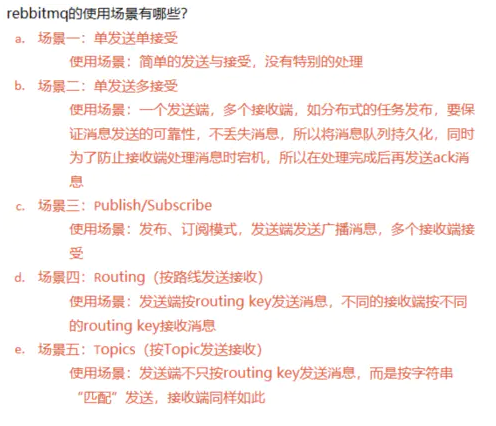 rebbitmq的使用场景有哪些？
a. 场景一：单发送单接受
使用场景：简单的发送与接受，没有特别的处理
b. 场景二：单发送多接受
使用场景：一个发送端，多个接收端，如分布式的任务发布，要保
证消息发送的可靠性，不丢失消息，所以将消息队列持久化，同时
为了防止接收端处理消息时宕机，所以在处理完成后再发送ack消
息
c. 场景三：Publish/Subscribe
使用场景：发布、订阅模式，发送端发送广播消息，多个接收端接
受
d. 场景四：Routing（按路线发送接收）
使用场景：发送端按routing key发送消息，不同的接收端按不同
的routing key接收消息
e. 场景五：Topics（按Topic发送接收）
使用场景：发送端不只按routing key发送消息，而是按字符串
“匹配”发送，接收端同样如此